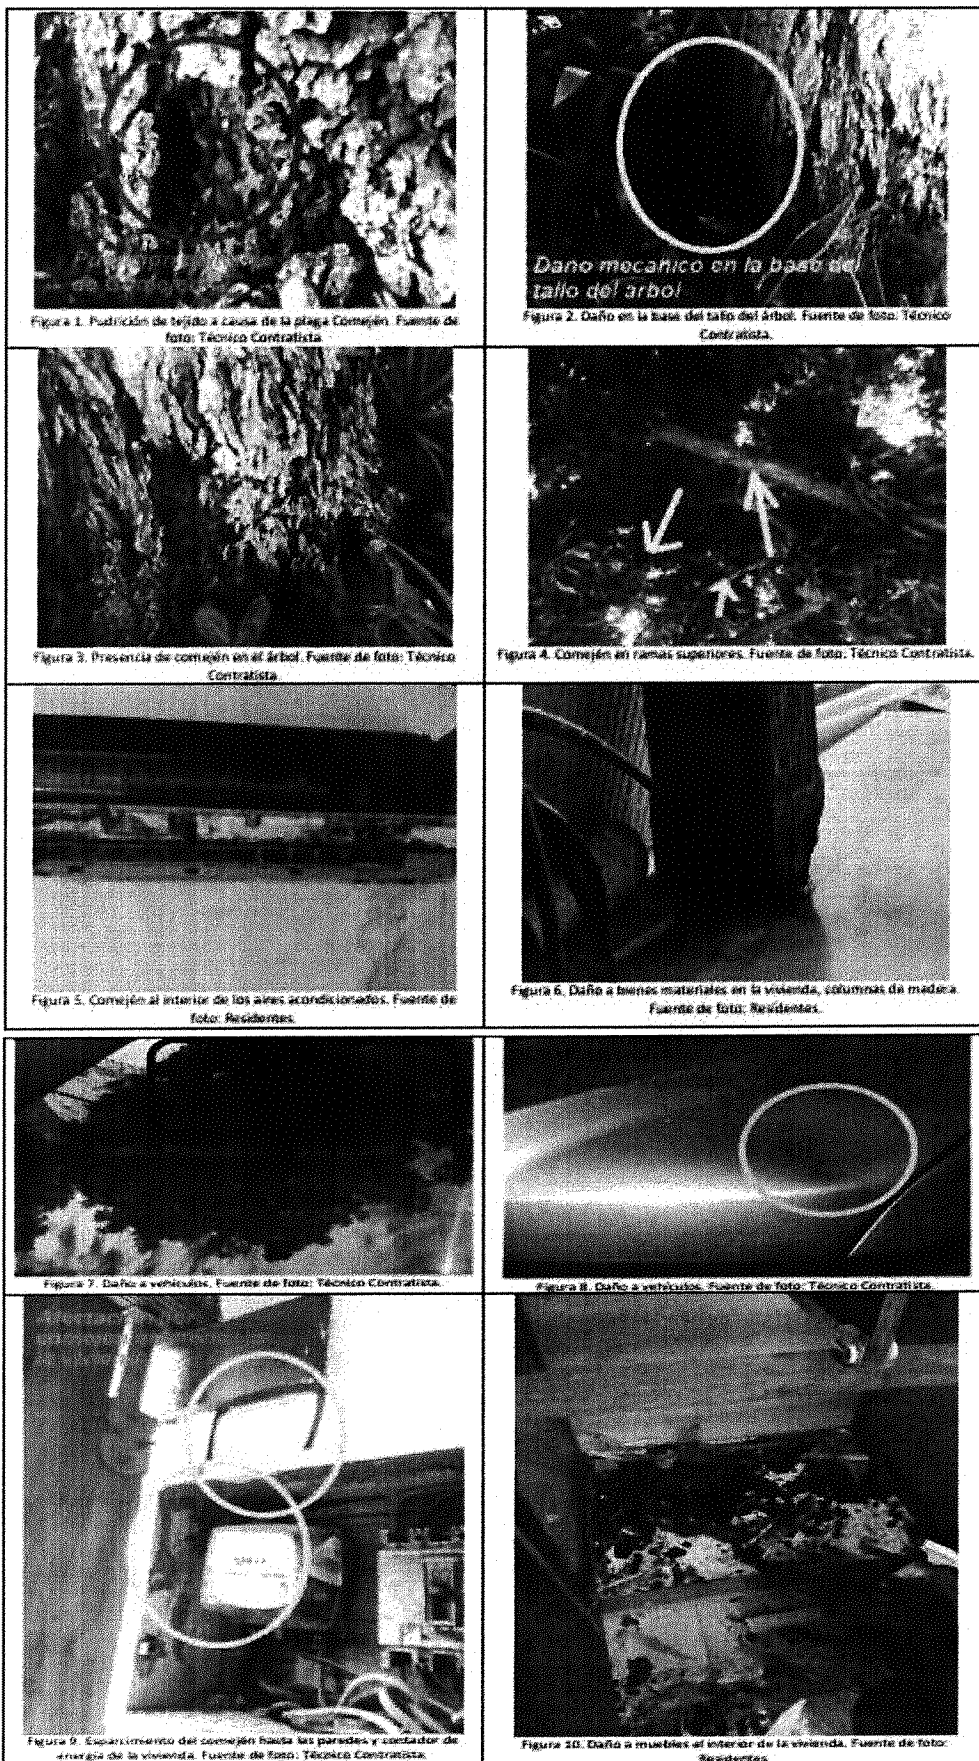 Figura 1. Pudrición de tejido a causa de la plaga Comején. Fuente de
foto: Técnico Contratista.
Daño mecánico en la base del
tallo del árbol
Figura 2. Daño en la base del tallo del árbol. Fuente de foto: Técnico
Contratista.
Figura 3. Presencia de comején en el árbol. Fuente de foto: Técnico
Contratista.
Figura 4. Comején en ramas superiores. Fuente de foto: Técnico Contratista.
Figura 5. Comején al interior de los aires acondicionados. Fuente de
foto: Residentes.
Figura 6. Daño a bienes materiales en la vivienda, columnas de madera.
Fuente de foto: Residentes.
Figura 7. Daño a vehículos. Fuente de foto: Técnico Contratista.
Figura 8. Daño a vehículos. Fuente de foto: Técnico Contratista.
Figura 9. Esparcimiento del comején hasta las paredes y contador de
energía de la vivienda. Fuente de foto: Técnico Contratista.
Figura 10. Daño a muebles al interior de la vivienda. Fuente de foto:
Residentes.